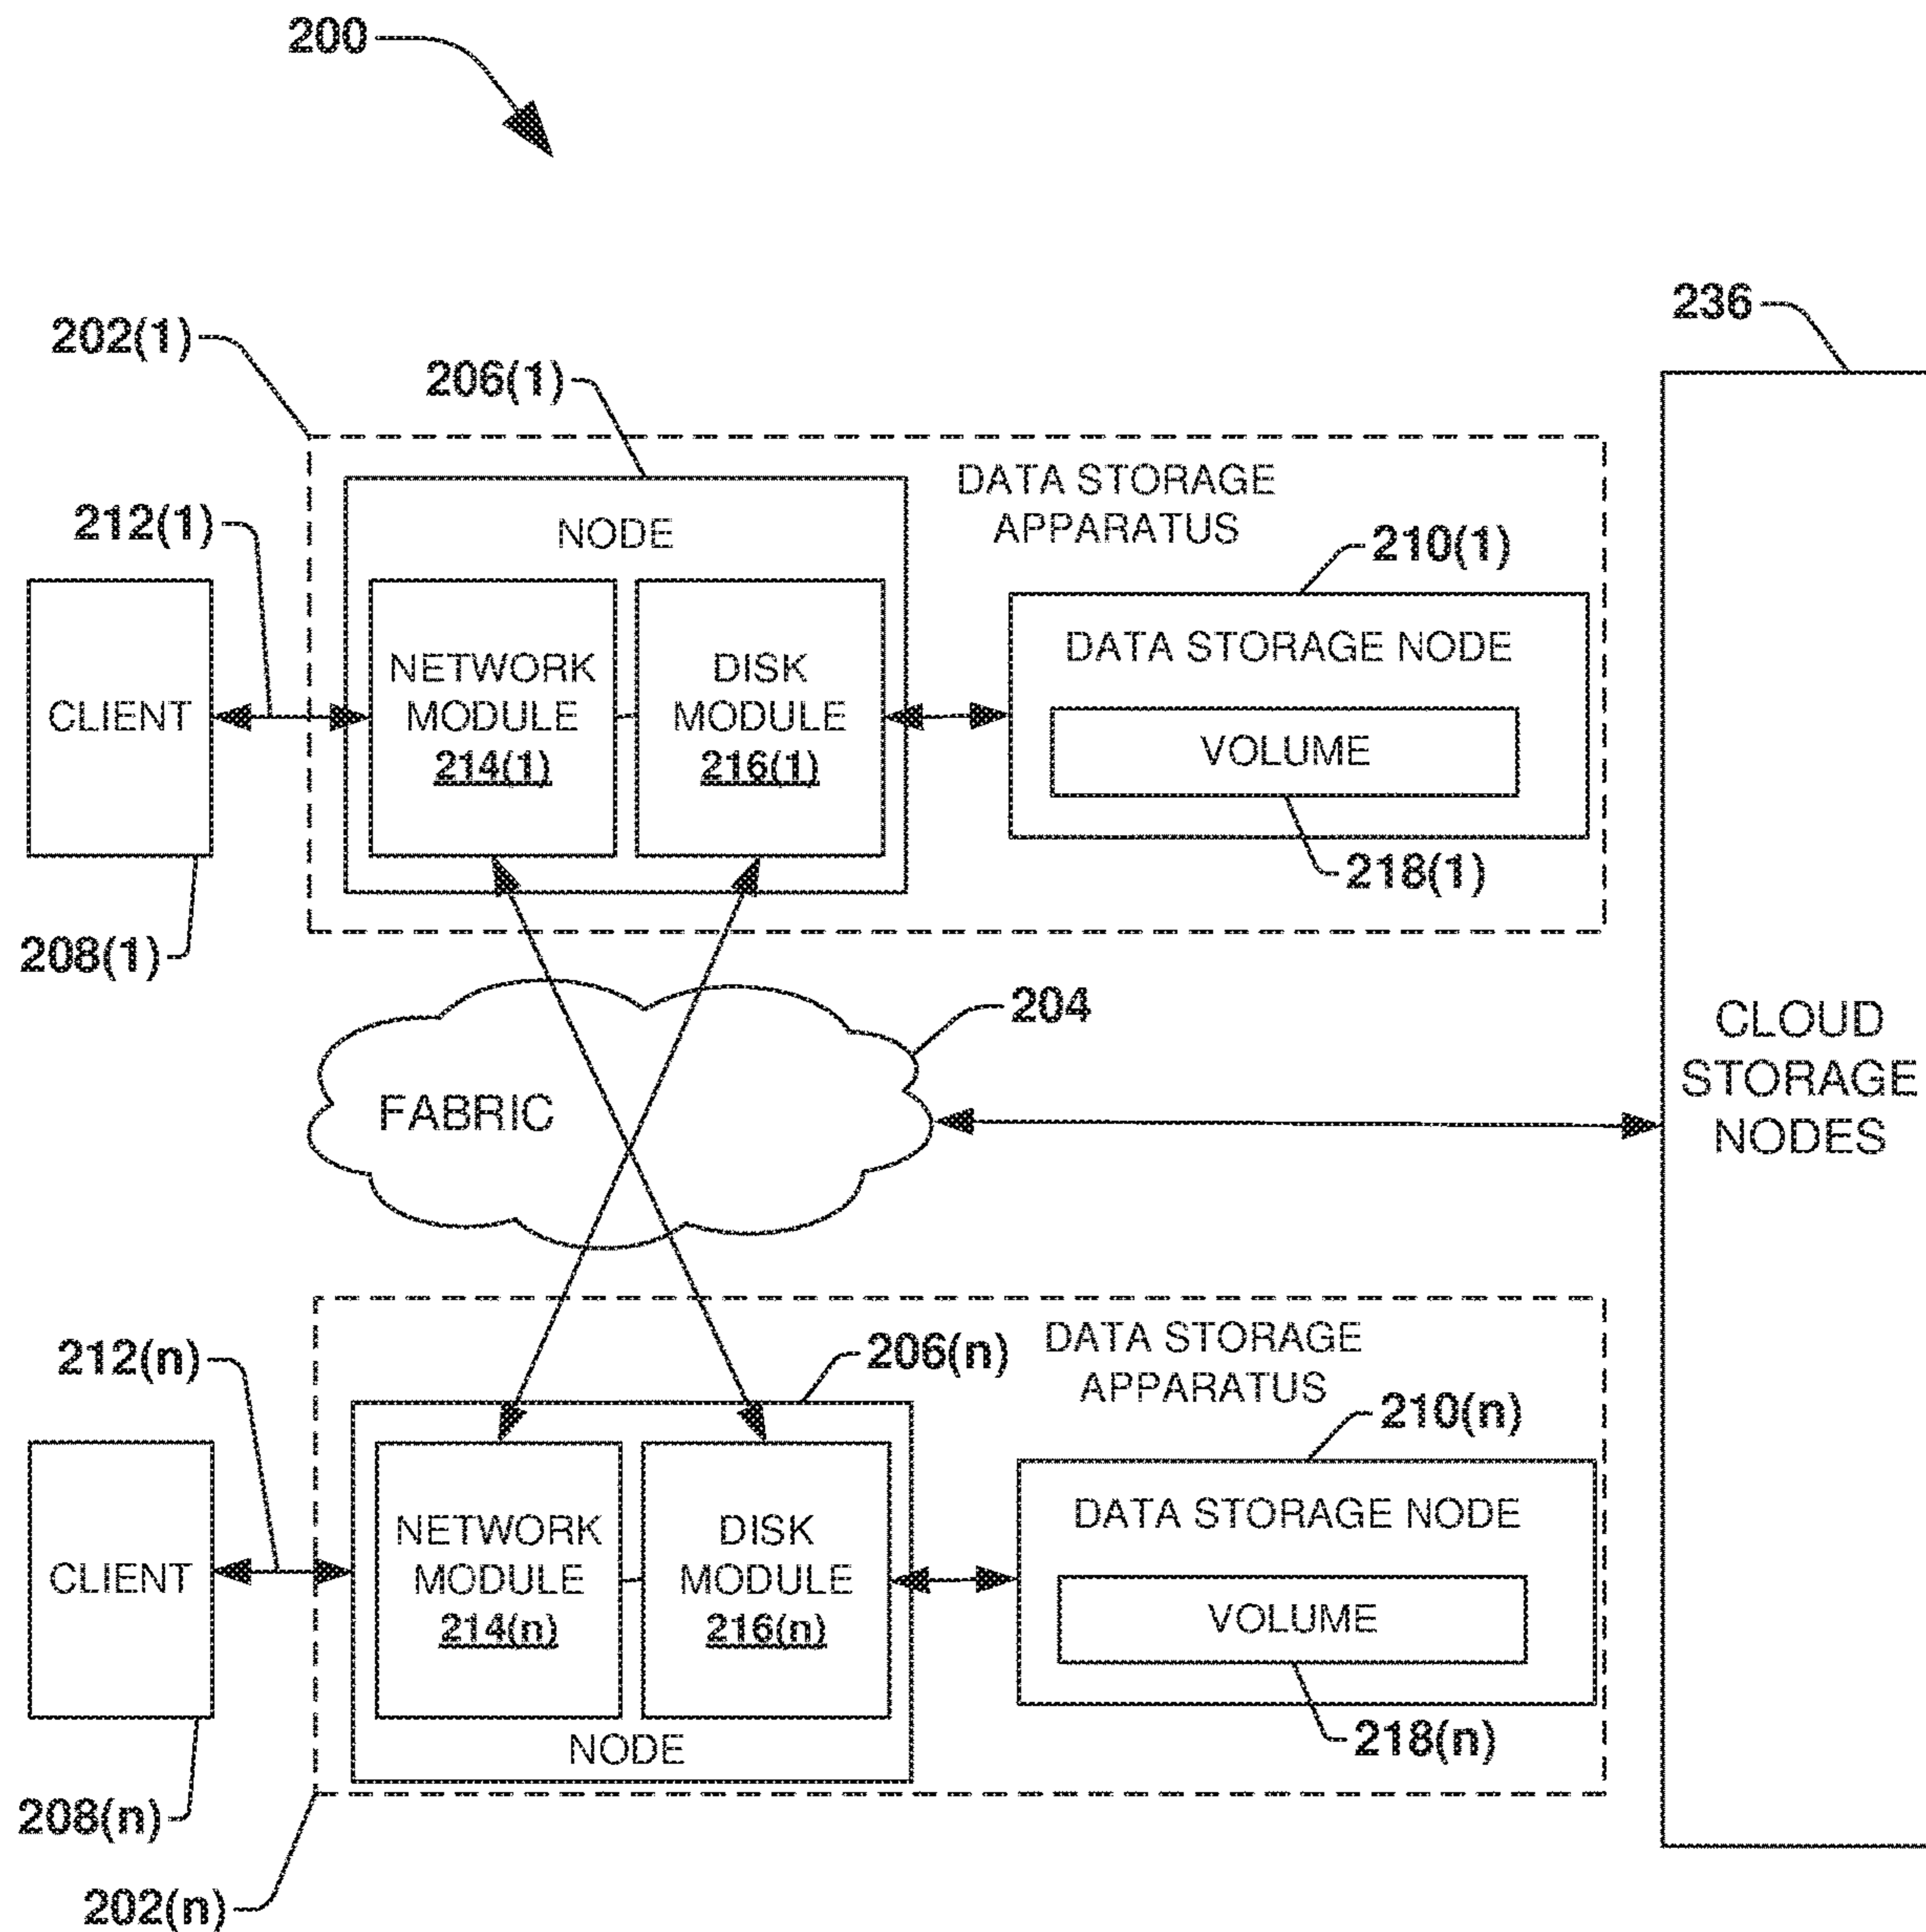 200
236
202(1)
206(1)
DATA STORAGE
APPARATUS
212(1)
NODE
210(1)
CLIENT
NETWORK
MODULE
214(1)
DISK
MODULE
216(1)
DATA STORAGE NODE
VOLUME
218(1)
208(1)
204
FABRIC
CLOUD
STORAGE
NODES
212(n)
206(n)
DATA STORAGE
APPARATUS
210(n)
CLIENT
NETWORK
MODULE
214(n)
DISK
MODULE
216(n)
DATA STORAGE NODE
VOLUME
218(n)
NODE
208(n)
202(n)